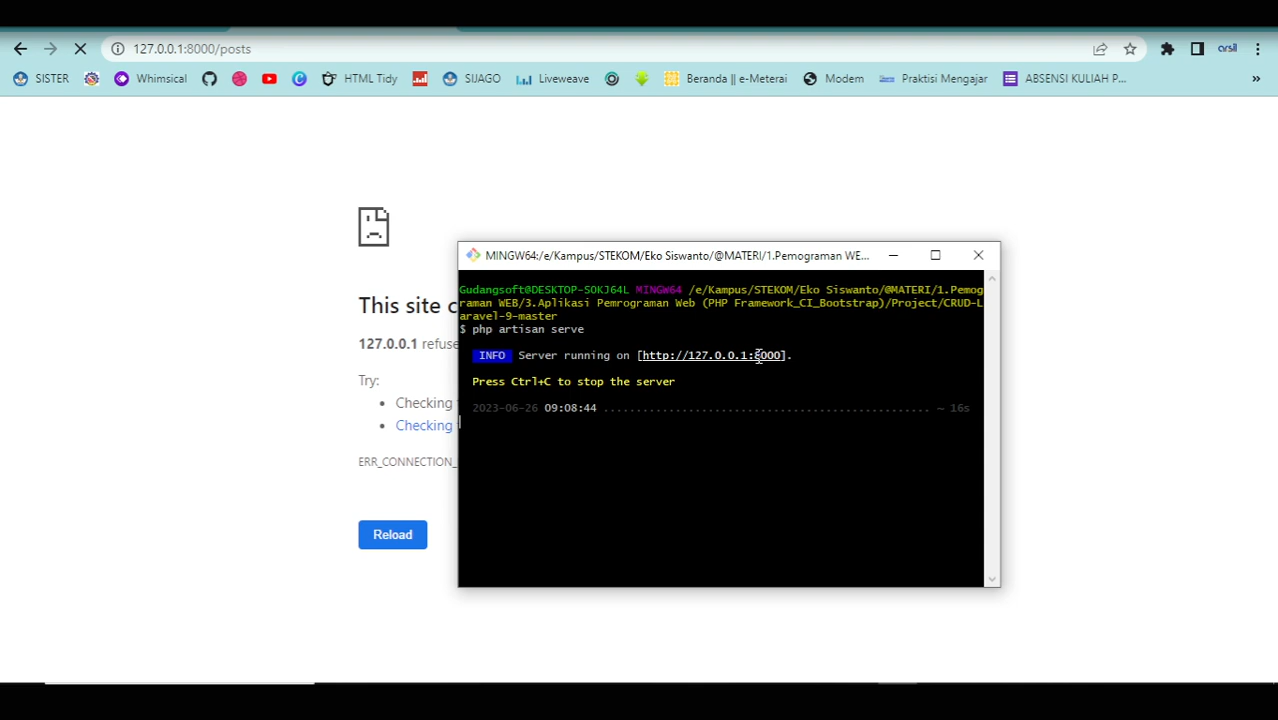 127.0.0.1:8000/posts
arsil
SISTER
Whimsical
HTML Tidy
SUAGO
Liveweave
Beranda || e-Meterai
Modem
Praktisi Mengajar
ABSENSI KULIAH P...
»
This site c
127.0.0.1 refuse
Try:
Checking
Checking
ERR_CONNECTION_
Reload
MINGW64:/e/Kampus/STEKOM/Eko Siswanto/@MATERI/1.Pemograman WE...
Gudangsoft@DESKTOP-SOKJ64L MINGW64 /e/Kampus/STEKOM/Eko Siswanto/@MATERI/1.Pemog
raman WEB/3.Aplikasi Pemrograman Web (PHP Framework_CI_Bootstrap)/Project/CRUD-L
aravel-9-master
$ php artisan serve
INFO Server running on [http://127.0.0.1:8000].
Press Ctrl+C to stop the server
2023-06-26 09:08:44 .................................................. ~ 16s